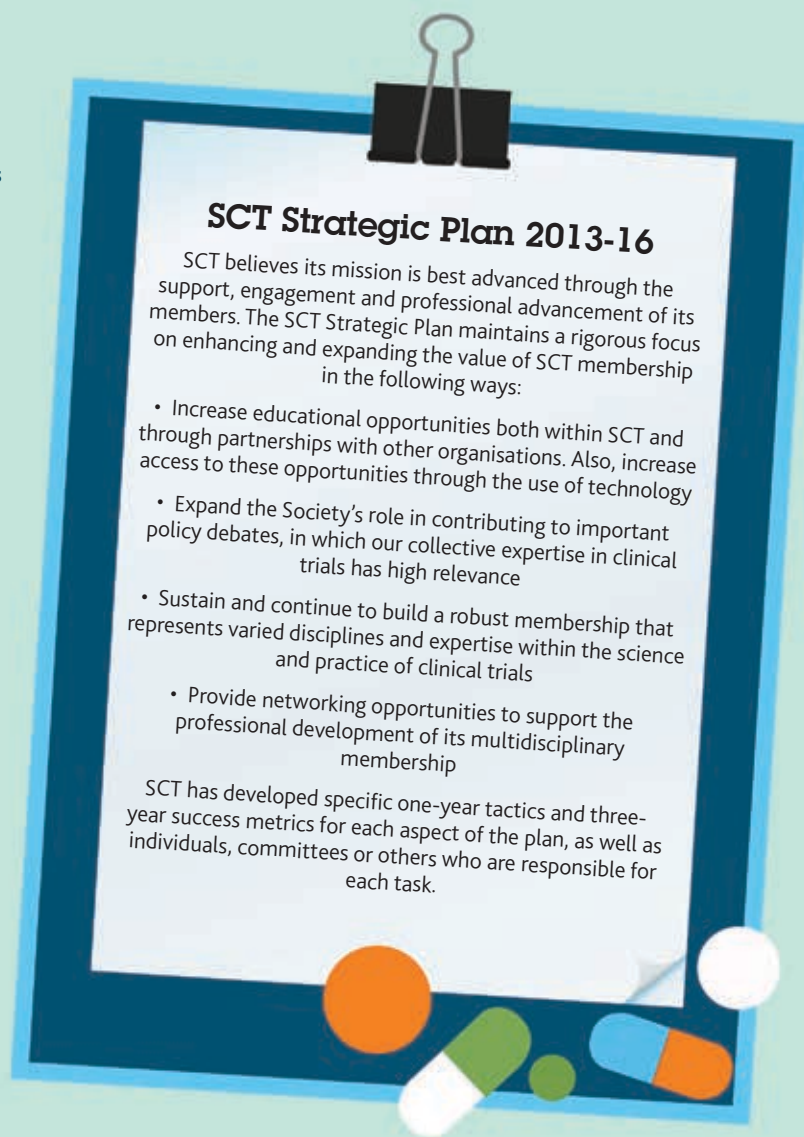 SCT Strategic Plan 2013-16
SCT believes its mission is best advanced through the
support, engagement and professional advancement of its
members. The SCT Strategic Plan maintains a rigorous focus
on enhancing and expanding the value of SCT membership
in the following ways:
• Increase educational opportunities both within SCT and
through partnerships with other organisations. Also, increase
access to these opportunities through the use of technology
• Expand the Society's role in contributing to important
policy debates, in which our collective expertise in clinical
trials has high relevance
• Sustain and continue to build a robust membership that
represents varied disciplines and expertise within the science
and practice of clinical trials
• Provide networking opportunities to support the
professional development of its multidisciplinary
membership
SCT has developed specific one-year tactics and three-
year success metrics for each aspect of the plan, as well as
individuals, committees or others who are responsible for
each task.